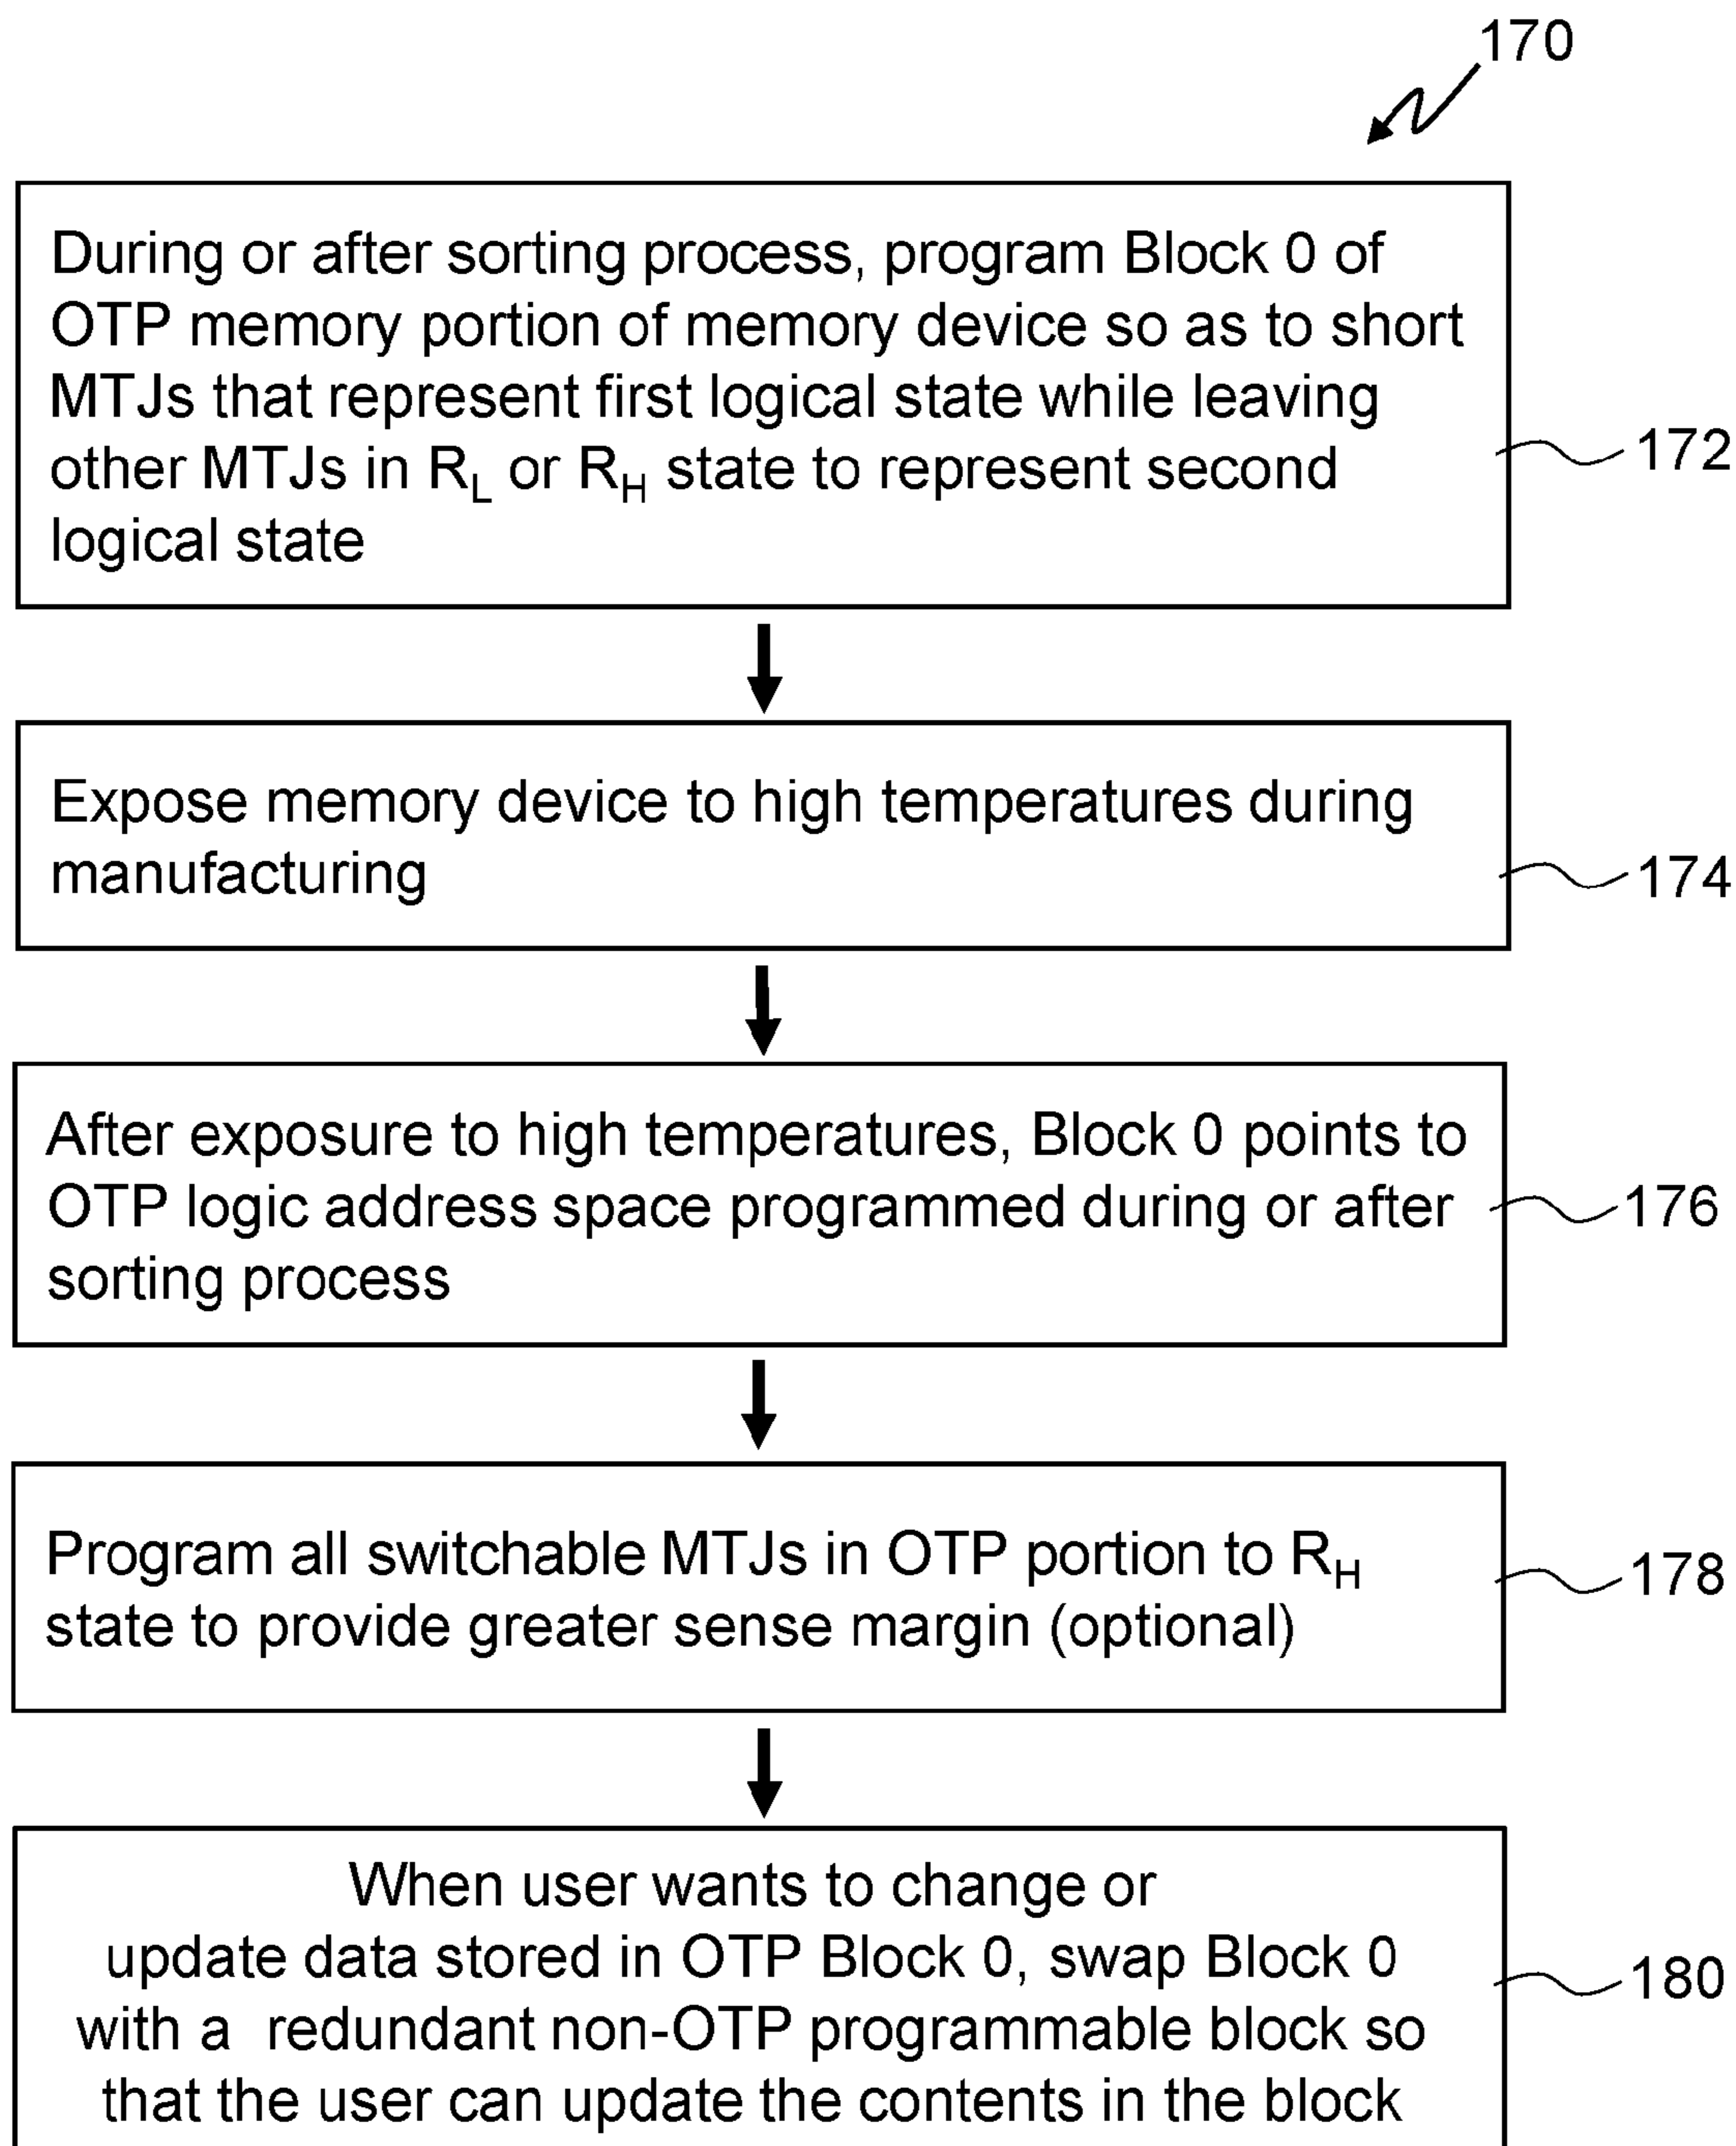 170
During or after sorting process, program Block 0 of
OTP memory portion of memory device so as to short
MTJs that represent first logical state while leaving
other MTJs in R_L or R_H state to represent second
logical state
172
Expose memory device to high temperatures during
manufacturing
174
After exposure to high temperatures, Block 0 points to
OTP logic address space programmed during or after
sorting process
176
Program all switchable MTJs in OTP portion to R_H
state to provide greater sense margin (optional)
178
When user wants to change or
update data stored in OTP Block 0, swap Block 0
with a redundant non-OTP programmable block so
that the user can update the contents in the block
180